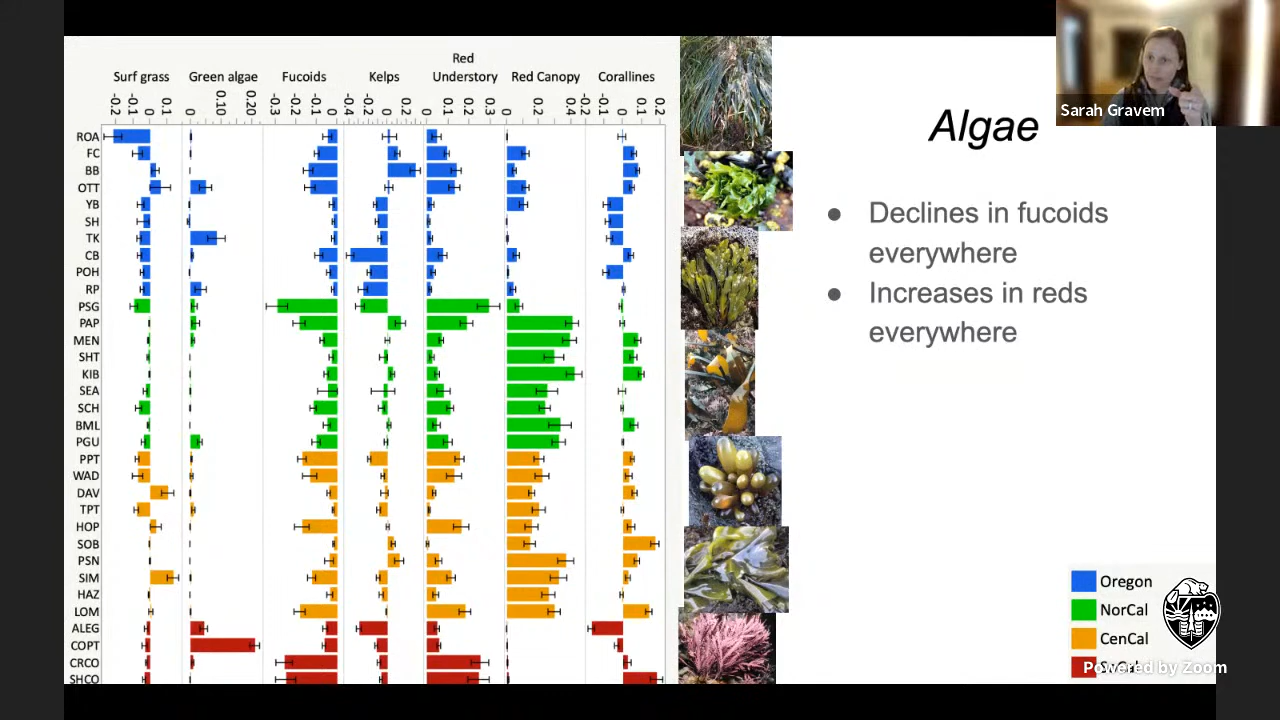 Sarah Gravem
Algae
● Declines in fucoids
everywhere
● Increases in reds
everywhere
Surf grass Green algae Fucoids Kelps Red Understory Red Canopy Corallines
-0.2 -0.1 0 0.1 0 0.10 0.20 -0.3 -0.2 -0.1 0 -0.4 -0.2 0 0.2 0 0.1 0.2 0.3 0 0.2 0.4 -0.1 0 0.1 0.2
ROA
FC
BB
OTT
YB
SH
TK
CB
POH
RP
PSG
PAP
MEN
SHT
KIB
SEA
SCH
BML
PGU
PPT
WAD
DAV
TPT
HOP
SOB
PSN
SIM
HAZ
LOM
ALEG
COPT
CRCO
SHCO
Oregon
NorCal
CenCal
Powered by Zoom